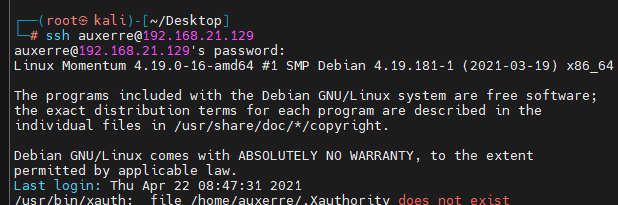 ┌──(root㉿ kali)-[~/Desktop]
└─# ssh auxerre@192.168.21.129
auxerre@192.168.21.129's password:
Linux Momentum 4.19.0-16-amd64 #1 SMP Debian 4.19.181-1 (2021-03-19) x86_64
The programs included with the Debian GNU/Linux system are free software;
the exact distribution terms for each program are described in the
individual files in /usr/share/doc/*/copyright.
Debian GNU/Linux comes with ABSOLUTELY NO WARRANTY, to the extent
permitted by applicable law.
Last login: Thu Apr 22 08:47:31 2021
/usr/bin/xauth:  file /home/auxerre/.Xauthority does not exist